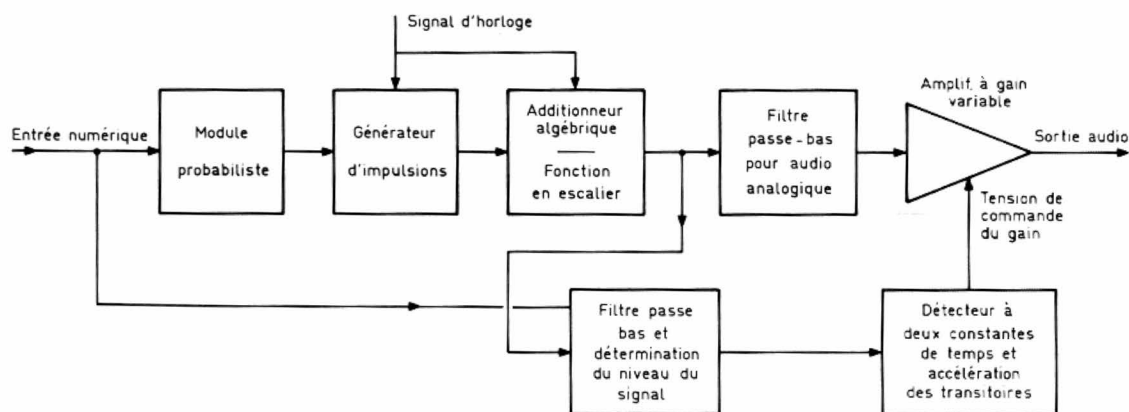 Signal d'horloge
Entrée numérique
Module
probabiliste
Générateur
d'impulsions
Additionneur
algébrique
Fonction
en escalier
Filtre
passe-bas
pour audio
analogique
Amplif. à gain
variable
Sortie audio
Tension de
commande
du gain
Filtre passe
bas et
détermination
du niveau du
signal
Détecteur à
deux constantes
de temps et
accélération
des transitoires